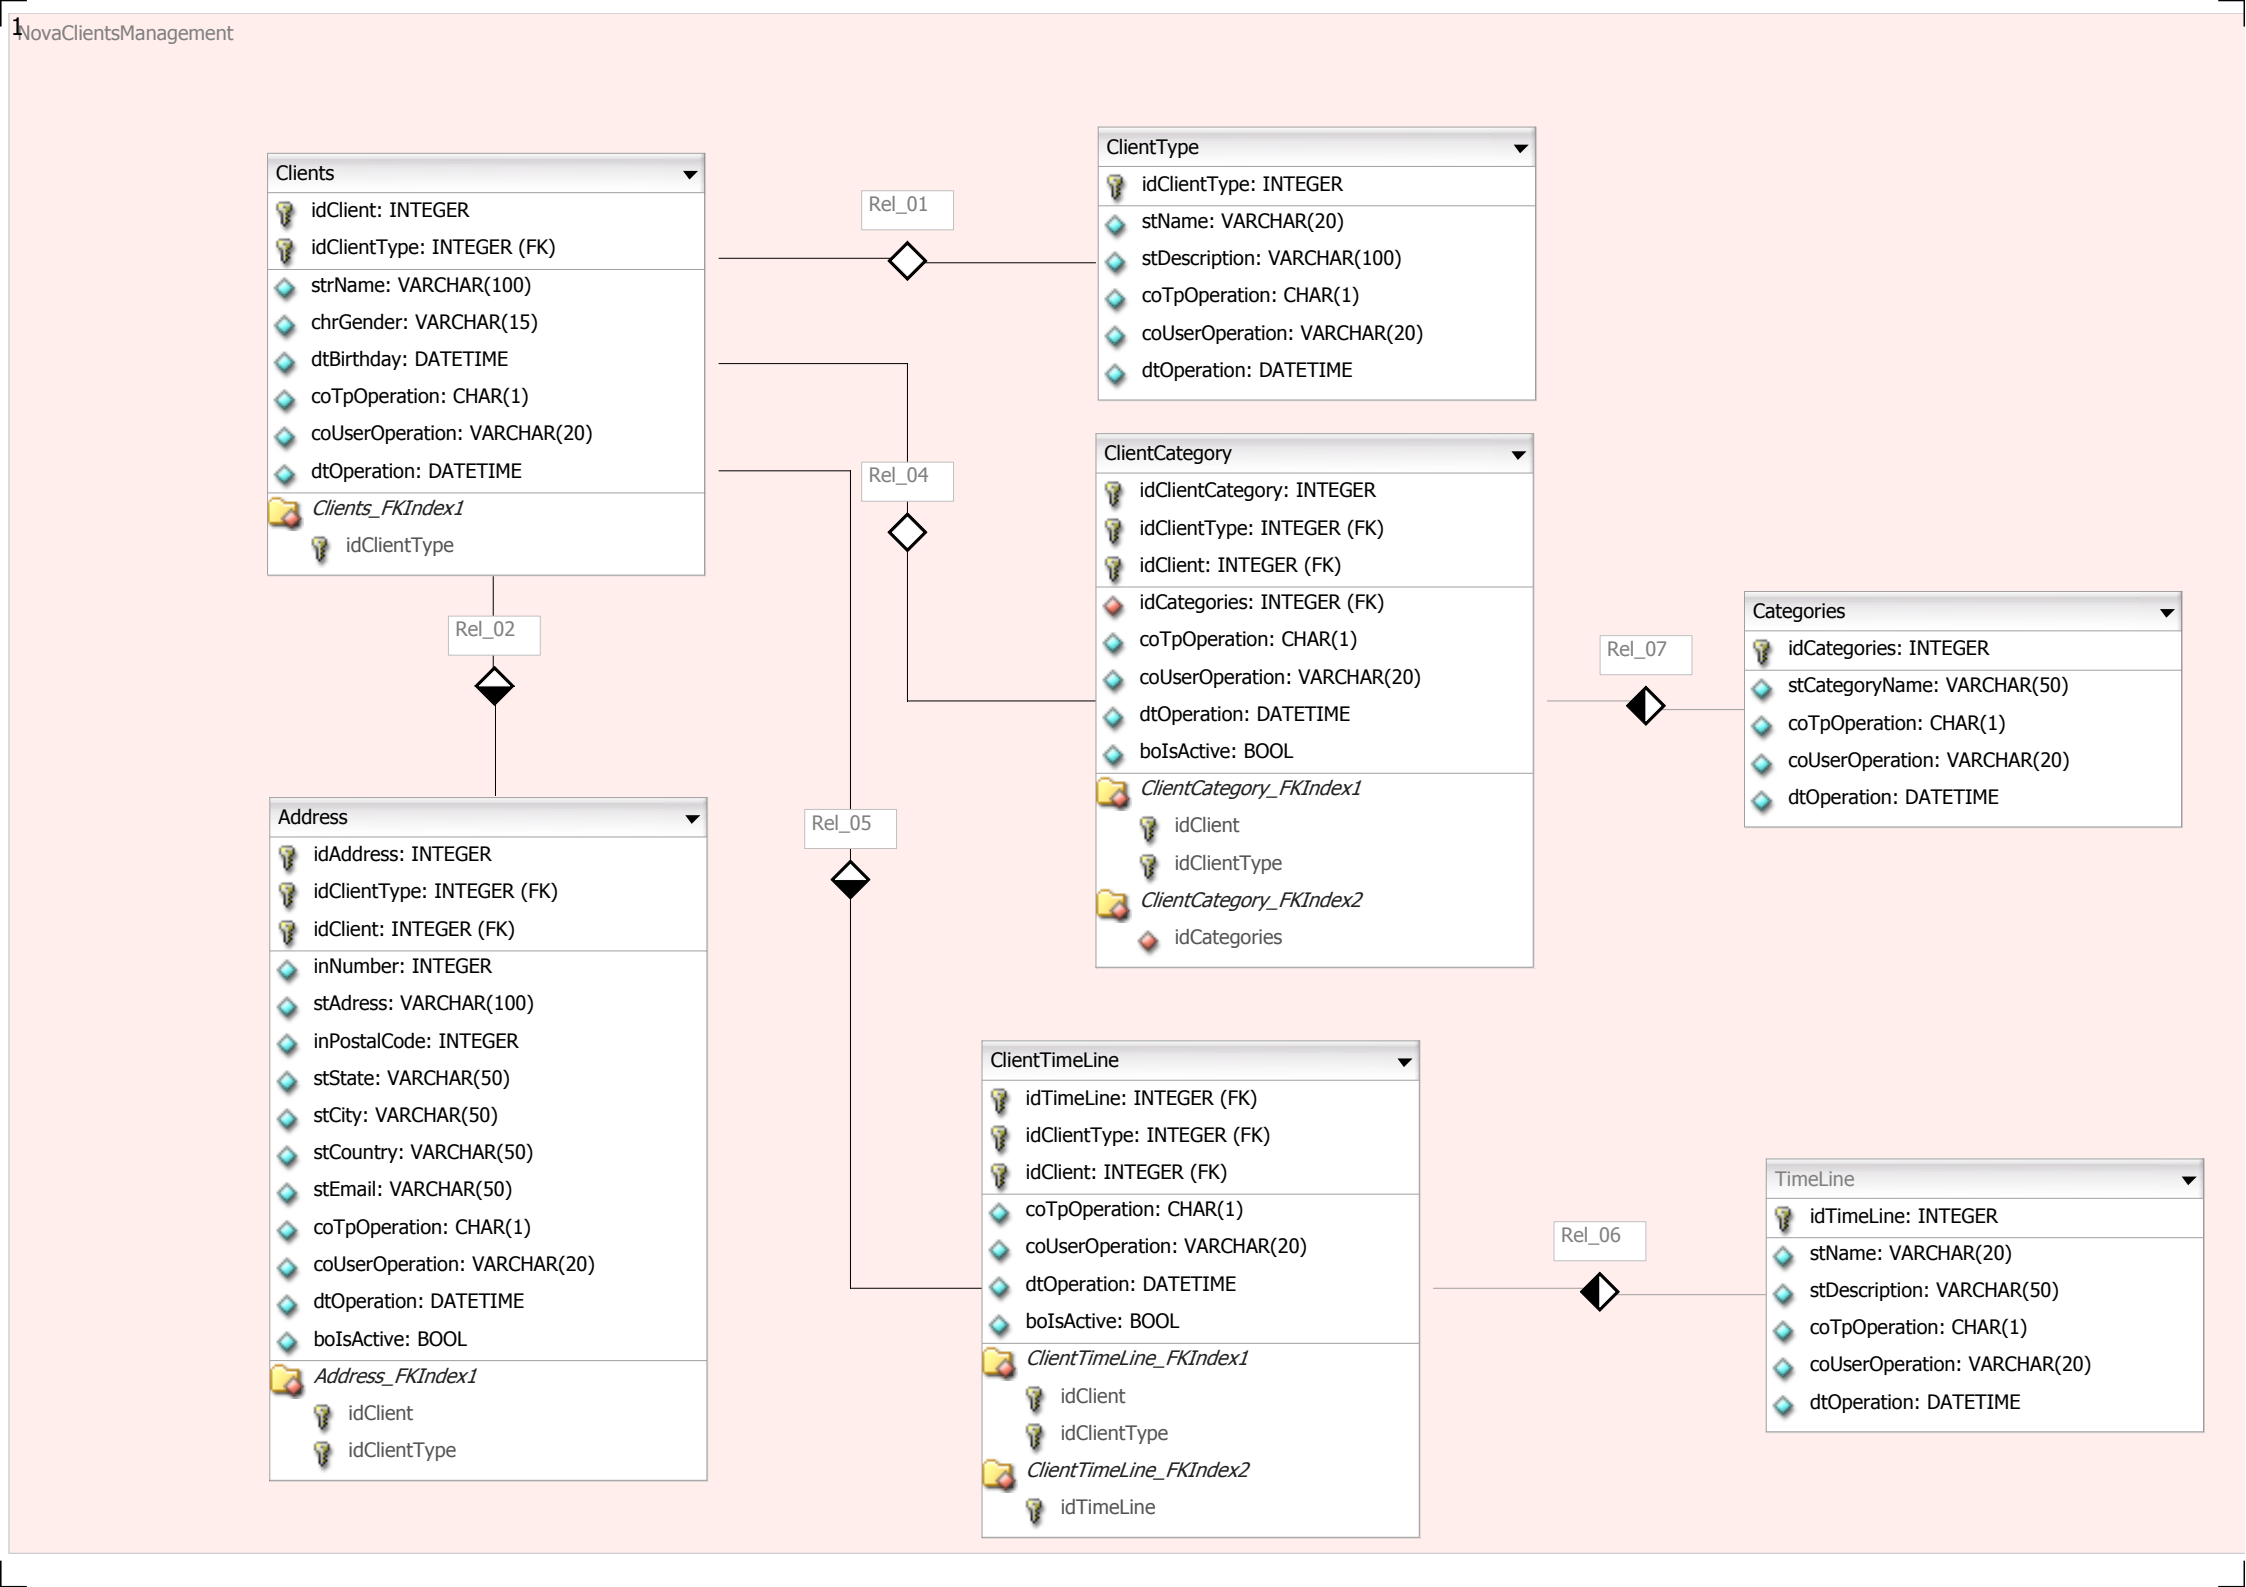 1
NovaClientsManagement
Clients
idClient: INTEGER
idClientType: INTEGER (FK)
strName: VARCHAR(100)
chrGender: VARCHAR(15)
dtBirthday: DATETIME
coTpOperation: CHAR(1)
coUserOperation: VARCHAR(20)
dtOperation: DATETIME
Clients_FKIndex1
idClientType
Rel_01
ClientType
idClientType: INTEGER
stName: VARCHAR(20)
stDescription: VARCHAR(100)
coTpOperation: CHAR(1)
coUserOperation: VARCHAR(20)
dtOperation: DATETIME
Rel_04
ClientCategory
idClientCategory: INTEGER
idClientType: INTEGER (FK)
idClient: INTEGER (FK)
idCategories: INTEGER (FK)
coTpOperation: CHAR(1)
coUserOperation: VARCHAR(20)
dtOperation: DATETIME
boIsActive: BOOL
ClientCategory_FKIndex1
idClient
idClientType
ClientCategory_FKIndex2
idCategories
Rel_07
Categories
idCategories: INTEGER
stCategoryName: VARCHAR(50)
coTpOperation: CHAR(1)
coUserOperation: VARCHAR(20)
dtOperation: DATETIME
Rel_02
Address
idAddress: INTEGER
idClientType: INTEGER (FK)
idClient: INTEGER (FK)
inNumber: INTEGER
stAdress: VARCHAR(100)
inPostalCode: INTEGER
stState: VARCHAR(50)
stCity: VARCHAR(50)
stCountry: VARCHAR(50)
stEmail: VARCHAR(50)
coTpOperation: CHAR(1)
coUserOperation: VARCHAR(20)
dtOperation: DATETIME
boIsActive: BOOL
Address_FKIndex1
idClient
idClientType
Rel_05
ClientTimeLine
idTimeLine: INTEGER (FK)
idClientType: INTEGER (FK)
idClient: INTEGER (FK)
coTpOperation: CHAR(1)
coUserOperation: VARCHAR(20)
dtOperation: DATETIME
boIsActive: BOOL
ClientTimeLine_FKIndex1
idClient
idClientType
ClientTimeLine_FKIndex2
idTimeLine
Rel_06
TimeLine
idTimeLine: INTEGER
stName: VARCHAR(20)
stDescription: VARCHAR(50)
coTpOperation: CHAR(1)
coUserOperation: VARCHAR(20)
dtOperation: DATETIME